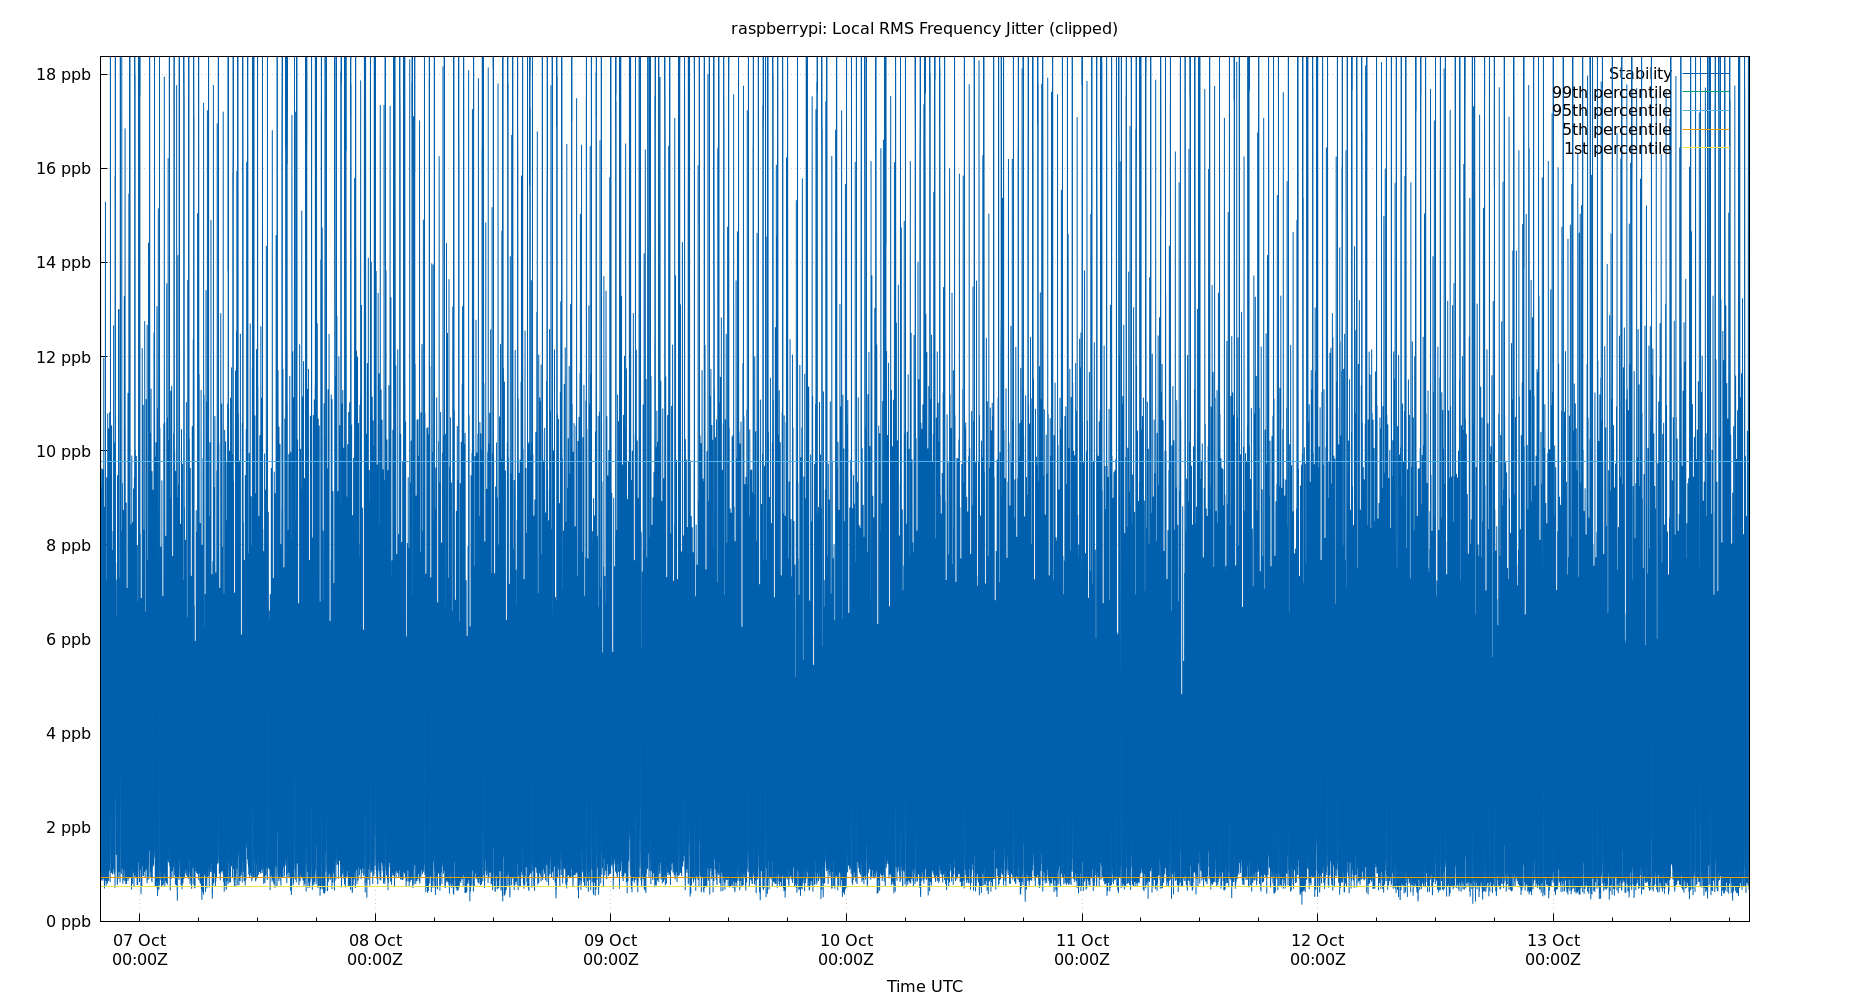 raspberrypi: Local RMS Frequency Jitter (clipped)
18 ppb
16 ppb
14 ppb
12 ppb
10 ppb
8 ppb
6 ppb
4 ppb
2 ppb
0 ppb
Stability
99th percentile
95th percentile
5th percentile
1st percentile
07 Oct 08 Oct 09 Oct 10 Oct 11 Oct 12 Oct 13 Oct
00:00Z 00:00Z 00:00Z 00:00Z 00:00Z 00:00Z 00:00Z
Time UTC